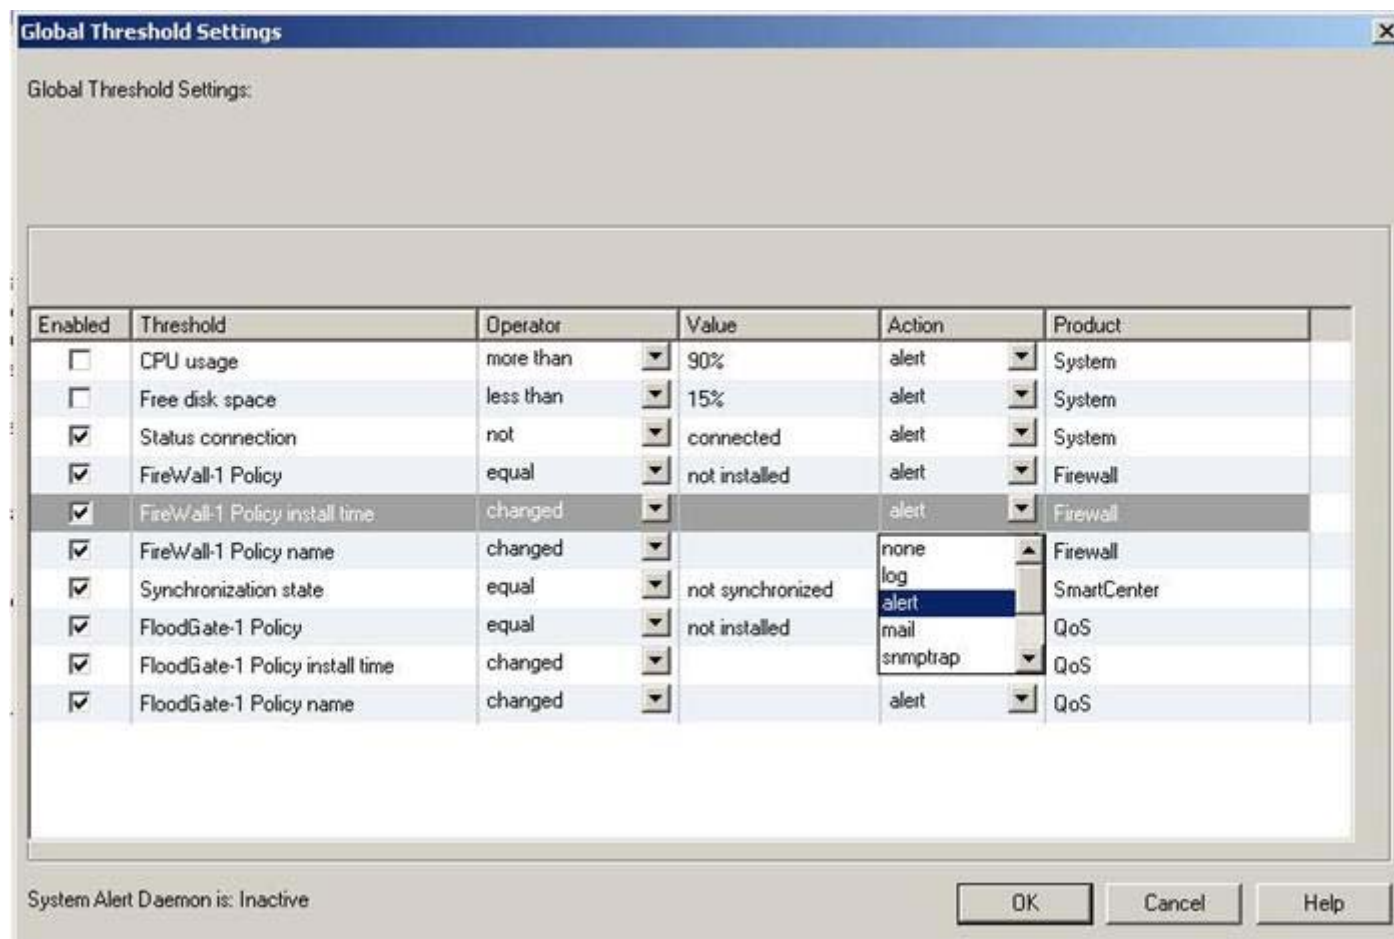 Global Threshold Settings
Global Threshold Settings:
Enabled Threshold Operator Value Action Product
CPU usage more than 90% alert System
Free disk space less than 15% alert System
Status connection not connected alert System
FireWall-1 Policy equal not installed alert Firewall
FireWall-1 Policy install time changed alert Firewall
FireWall-1 Policy name changed none Firewall
log
Synchronization state equal not synchronized alert SmartCenter
FloodGate-1 Policy equal not installed mail QoS
FloodGate-1 Policy install time changed snmptrap QoS
FloodGate-1 Policy name changed alert QoS
System Alert Daemon is: Inactive OK Cancel Help